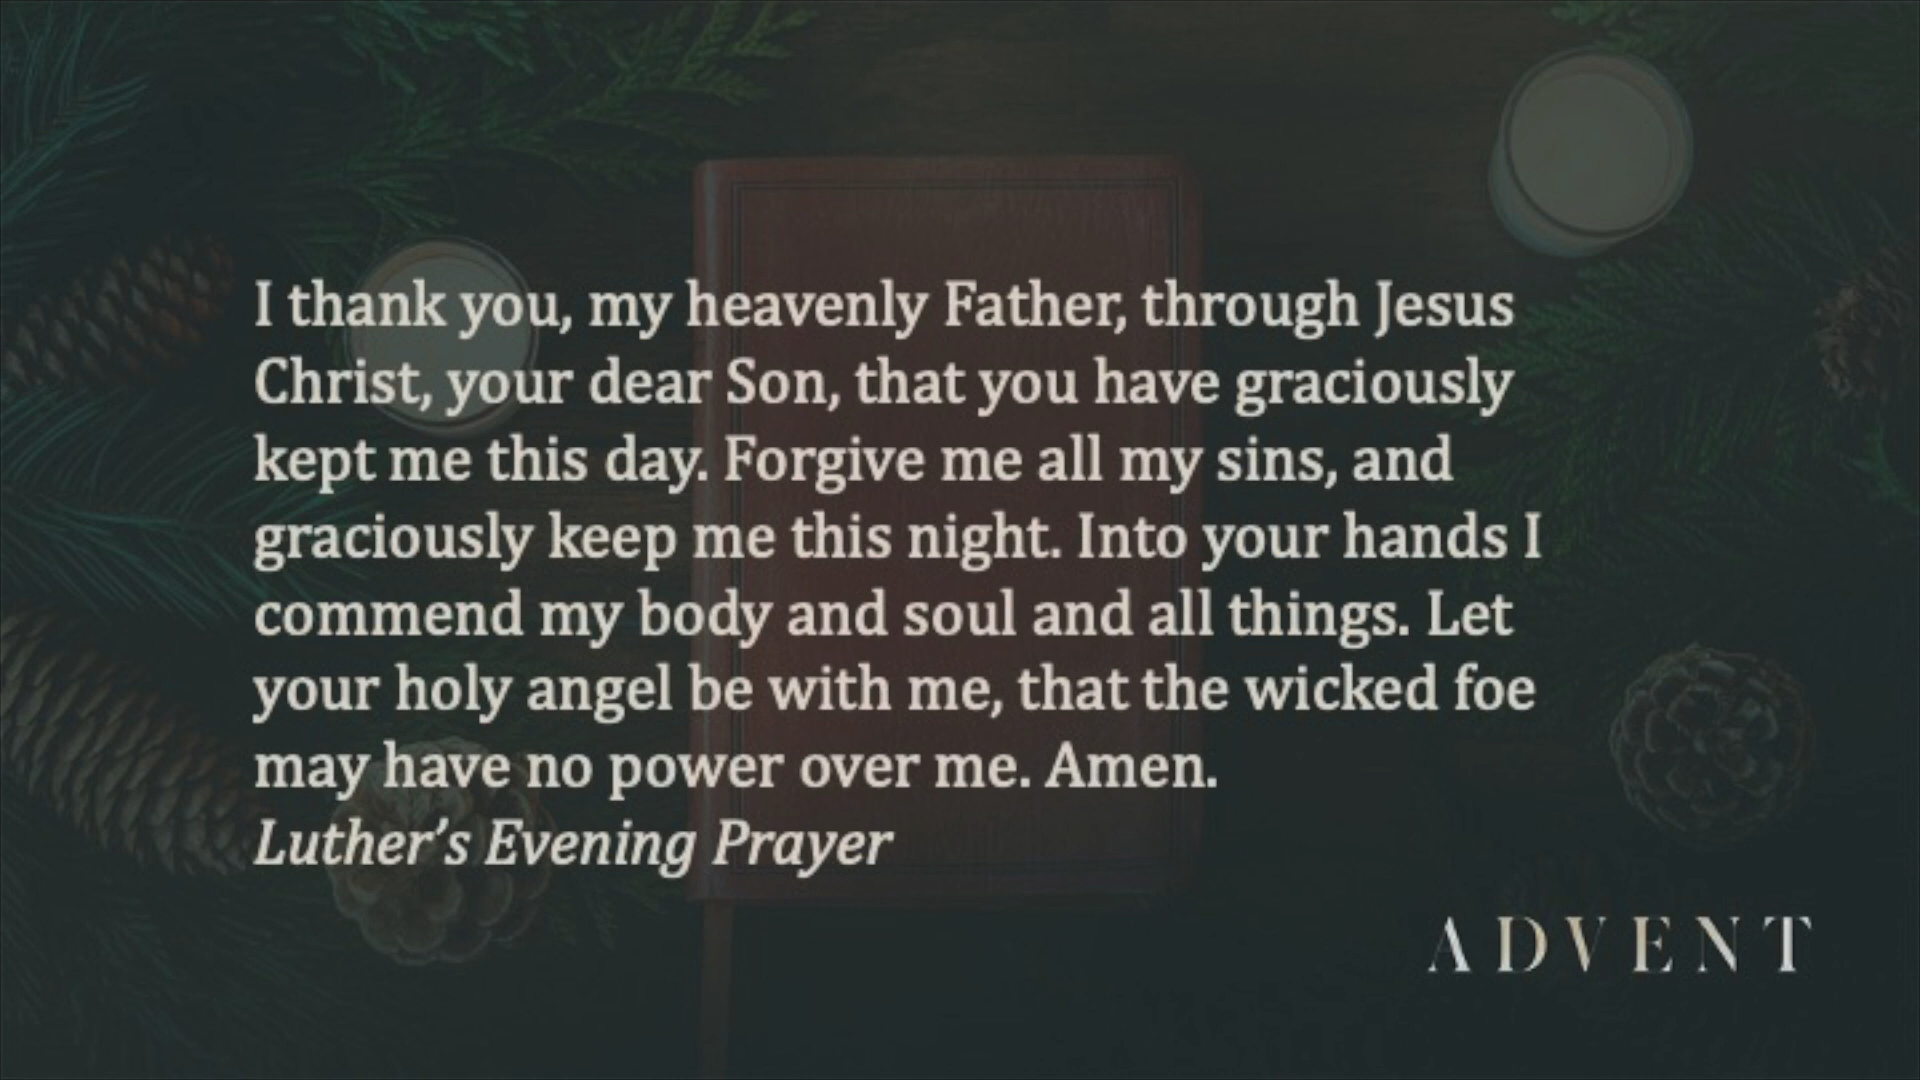 I thank you, my heavenly Father, through Jesus
Christ, your dear Son, that you have graciously
kept me this day. Forgive me all my sins, and
graciously keep me this night. Into your hands I
commend my body and soul and all things. Let
your holy angel be with me, that the wicked foe
may have no power over me. Amen.
Luther’s Evening Prayer
ADVENT